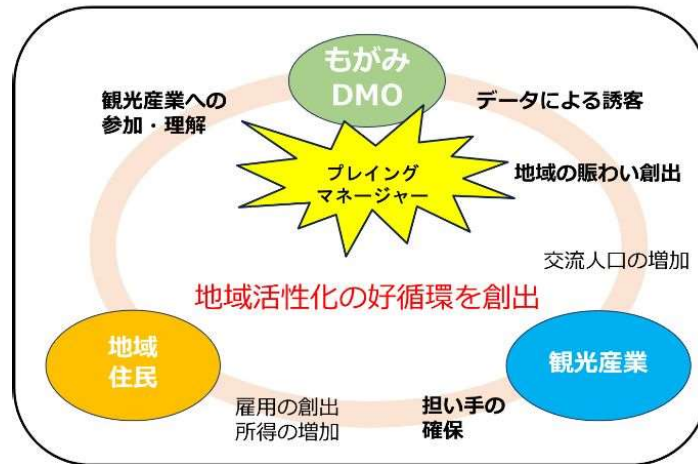 もがみ
DMO
観光産業への
参加・理解
データによる誘客
プレイング
マネージャー
地域の賑わい創出
交流人口の増加
地域活性化の好循環を創出
地域
住民
観光産業
雇用の創出
所得の増加
担い手の
確保